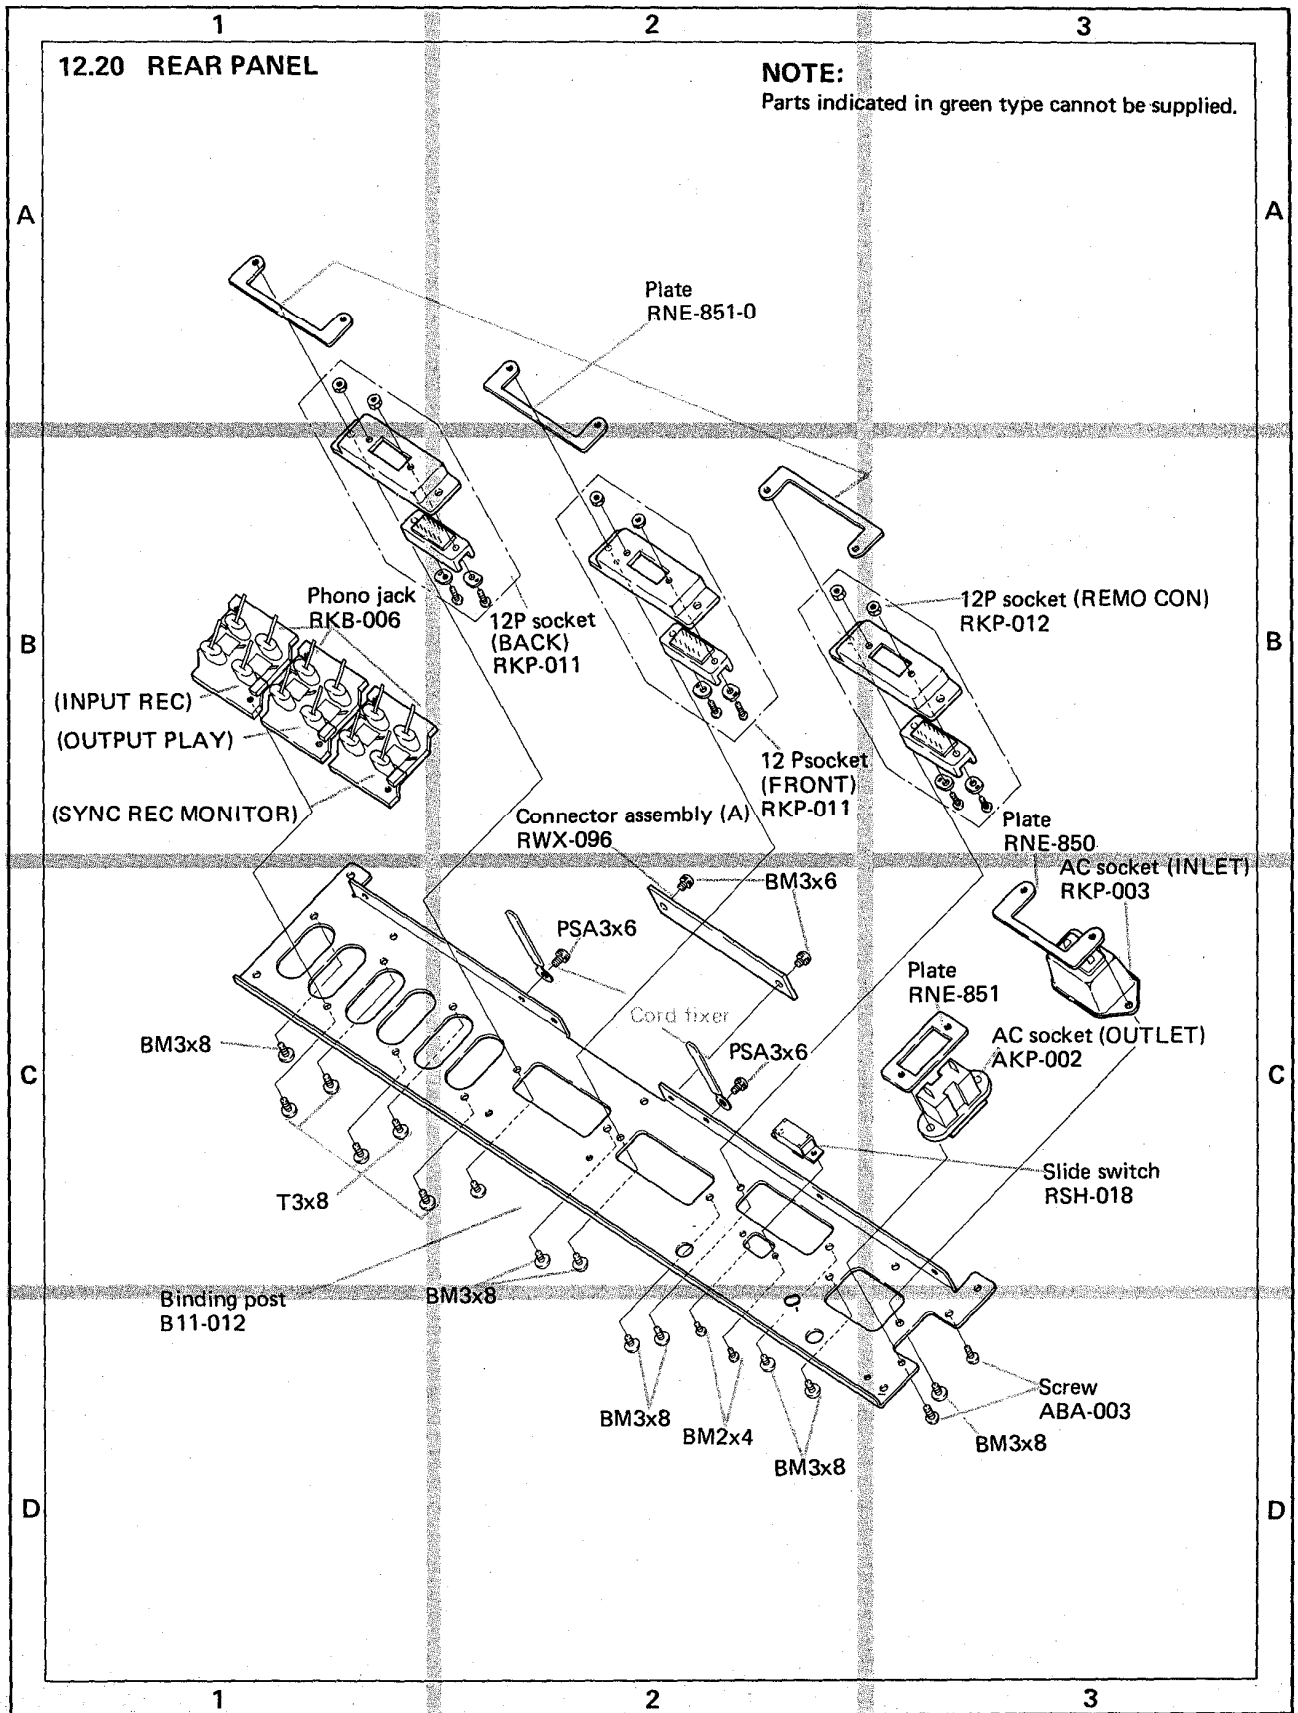 1 2 3
12.20 REAR PANEL
NOTE:
Parts indicated in green type cannot be supplied.
A A
Plate
RNE-851-0
Phono jack
RKB-006
12P socket
(BACK)
RKP-011
12P socket (REMO CON)
RKP-012
B B
(INPUT REC)
(OUTPUT PLAY)
(SYNC REC MONITOR)
12 Psocket
(FRONT)
RKP-011
Connector assembly (A)
RWX-096
Plate
RNE-850
AC socket (INLET)
RKP-003
BM3x6
PSA3x6
Plate
RNE-851
Cord fixer
AC socket (OUTLET)
AKP-002
BM3x8
PSA3x6
C C
Slide switch
RSH-018
T3x8
Binding post
B11-012
BM3x8
Screw
ABA-003
BM3x8
BM2x4
BM3x8
BM3x8
D D
1 2 3